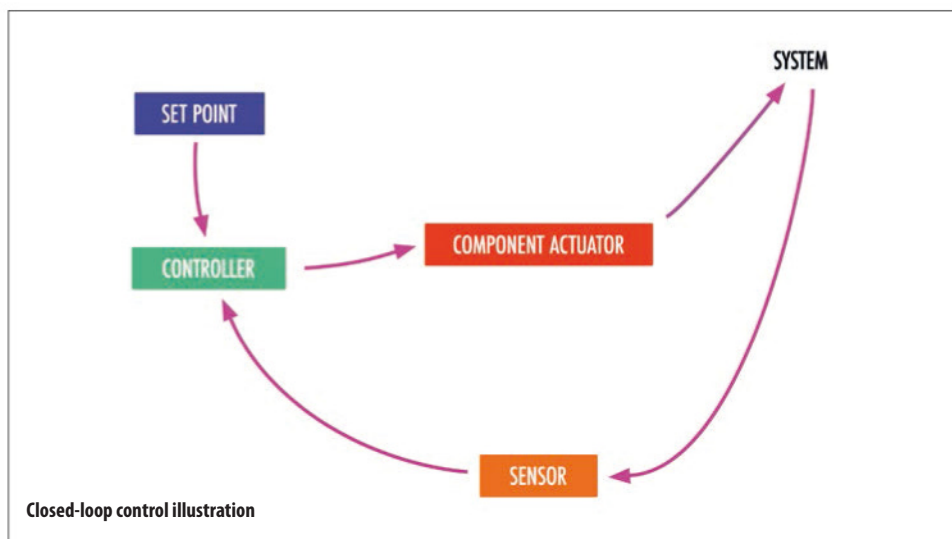 SYSTEM
SET POINT
COMPONENT ACTUATOR
CONTROLLER
SENSOR
Closed-loop control illustration